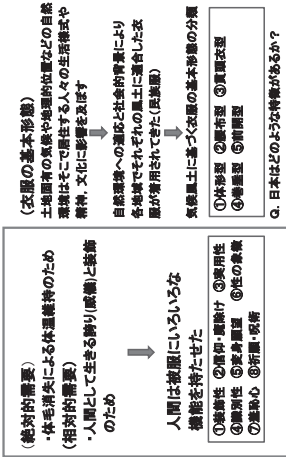 (絶対的需要)
・体毛消失による体温維持のため
(相対的需要)
・人間として生きる誇り(威儀)と装飾
のため
人間は被服にいろいろな
機能を持たせた
①装飾性 ②信仰・魔除け ③実用性
④識別性 ⑤変身願望 ⑥性の象徴
⑦羞恥心 ⑧祈願・呪術
(衣服の基本形態)
土地固有の気候や地理的位置などの自然
環境はそこで居住する人々の生活様式や
精神,文化に影響を及ぼす
自然環境への適応と社会的背景により
各地域でそれぞれの風土に適合した衣
服が着用されてきた(民族服)
気候風土に基づく衣服の基本形態の分類
①体形型 ②腰布型 ③貫頭衣型
④巻垂型 ⑤前開型
Q. 日本はどのような特徴があるか?